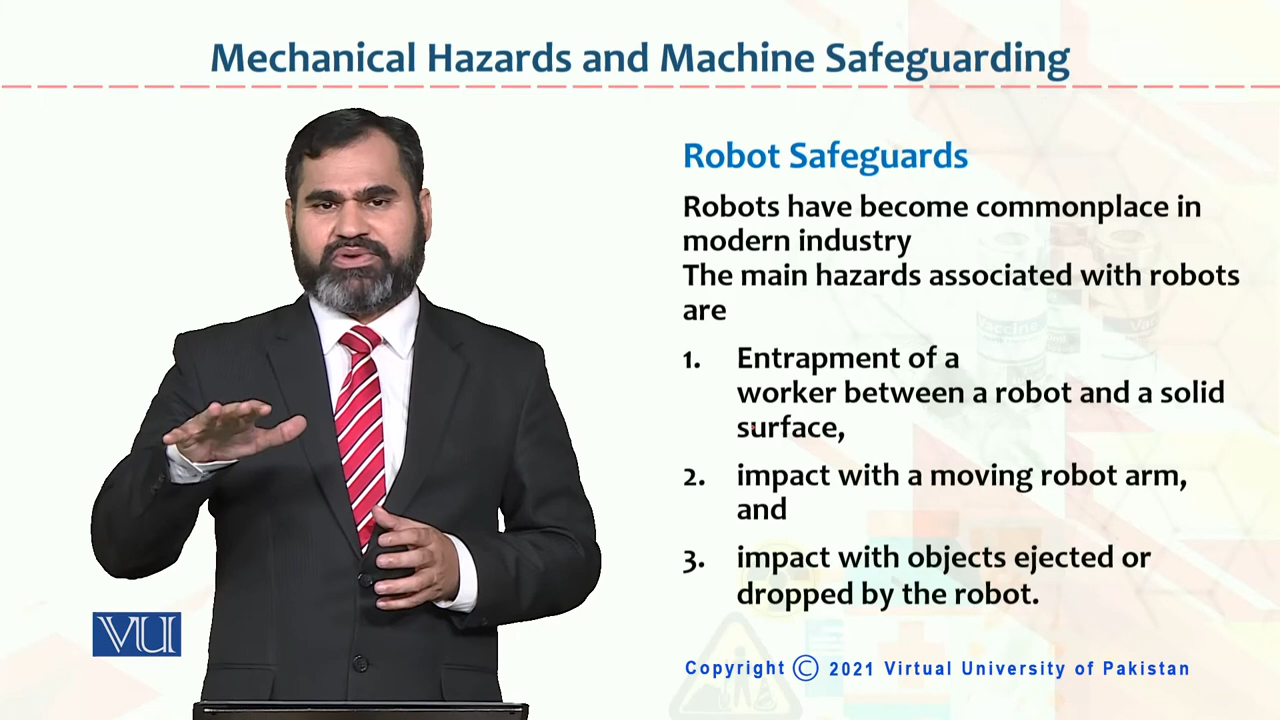 Mechanical Hazards and Machine Safeguarding
Robot Safeguards
Robots have become commonplace in
modern industry
The main hazards associated with robots
are
1. Entrapment of a
worker between a robot and a solid
surface,
2. impact with a moving robot arm,
and
3. impact with objects ejected or
dropped by the robot.
VU
Copyright © 2021 Virtual University of Pakistan
Vaccine
Va